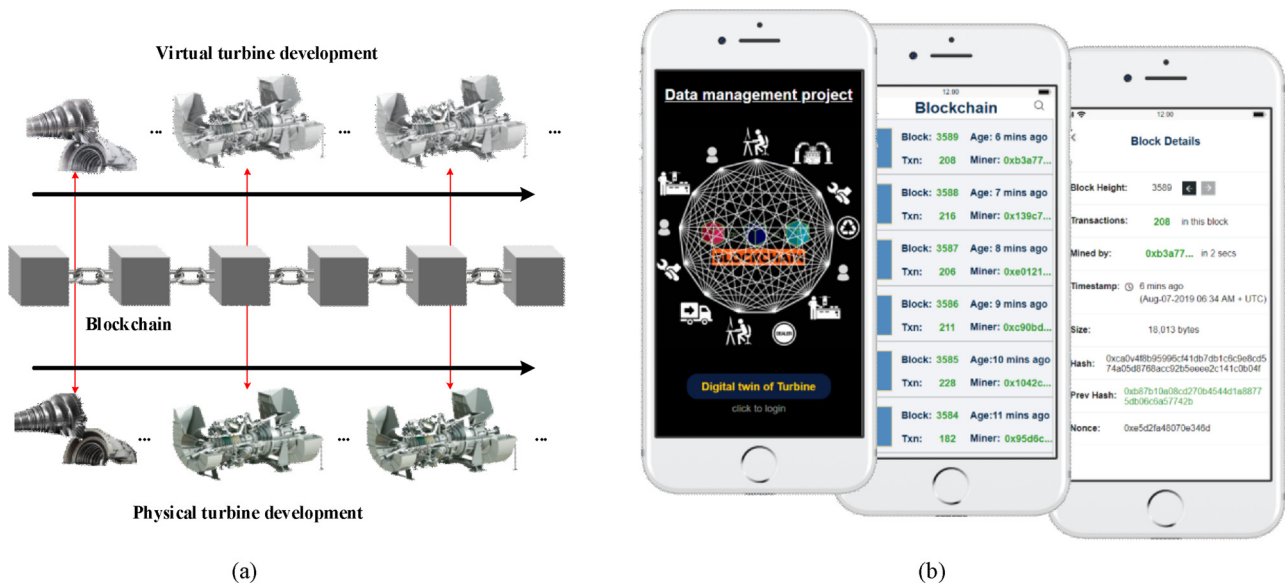 Virtual turbine development
...
...
...
Blockchain
...
...
...
Physical turbine development
(a)
Data management project
BLOCKCHAIN
DEALER
Digital twin of Turbine
click to login
12:00
Blockchain
Block: 3589 Age: 6 mins ago
Txn: 208 Miner: 0xb3a77...
Block: 3588 Age: 7 mins ago
Txn: 216 Miner: 0x139c7...
Block: 3587 Age: 8 mins ago
Txn: 206 Miner: 0xe0121...
Block: 3586 Age: 9 mins ago
Txn: 211 Miner: 0xc90bd...
Block: 3585 Age:10 mins ago
Txn: 228 Miner: 0x1042c...
Block: 3584 Age:11 mins ago
Txn: 182 Miner: 0x95d6c...
12:00
Block Details
Block Height: 3589
Transactions: 208 in this block
Mined by: 0xb3a77... in 2 secs
Timestamp: 6 mins ago
(Aug-07-2019 06:34 AM + UTC)
Size: 18,013 bytes
Hash: 0xca0v4f8b95996cf41db7db1c6c9e8cd5
74a05d8768acc92b5eeee2c141c0b04f
Prev Hash: 0xb87b10a08cd270b4544d1a8877
5db06c6a57742b
Nonce: 0xe5d2fa48070e346d
(b)